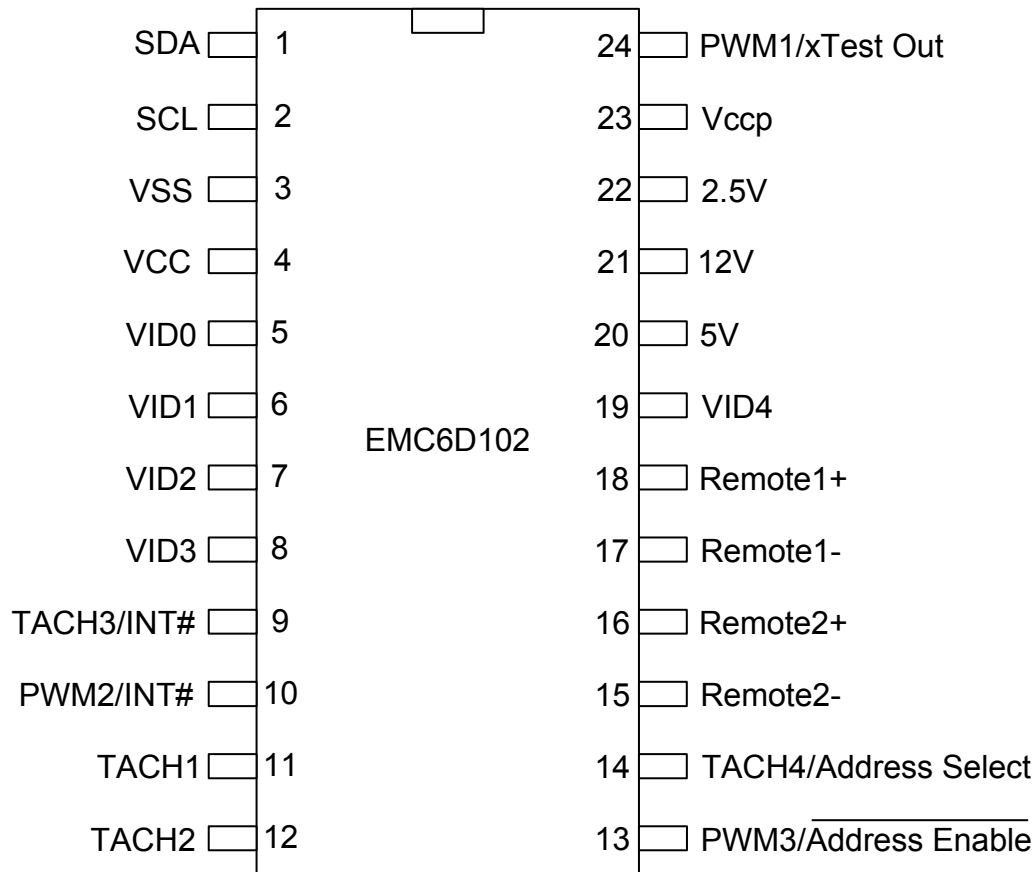 SDA 1 24 PWM1/xTest Out
SCL 2 23 Vccp
VSS 3 22 2.5V
VCC 4 21 12V
VID0 5 20 5V
VID1 6 19 VID4
EMC6D102
VID2 7 18 Remote1+
VID3 8 17 Remote1-
TACH3/INT# 9 16 Remote2+
PWM2/INT# 10 15 Remote2-
TACH1 11 14 TACH4/Address Select
TACH2 12 13 PWM3/Address Enable